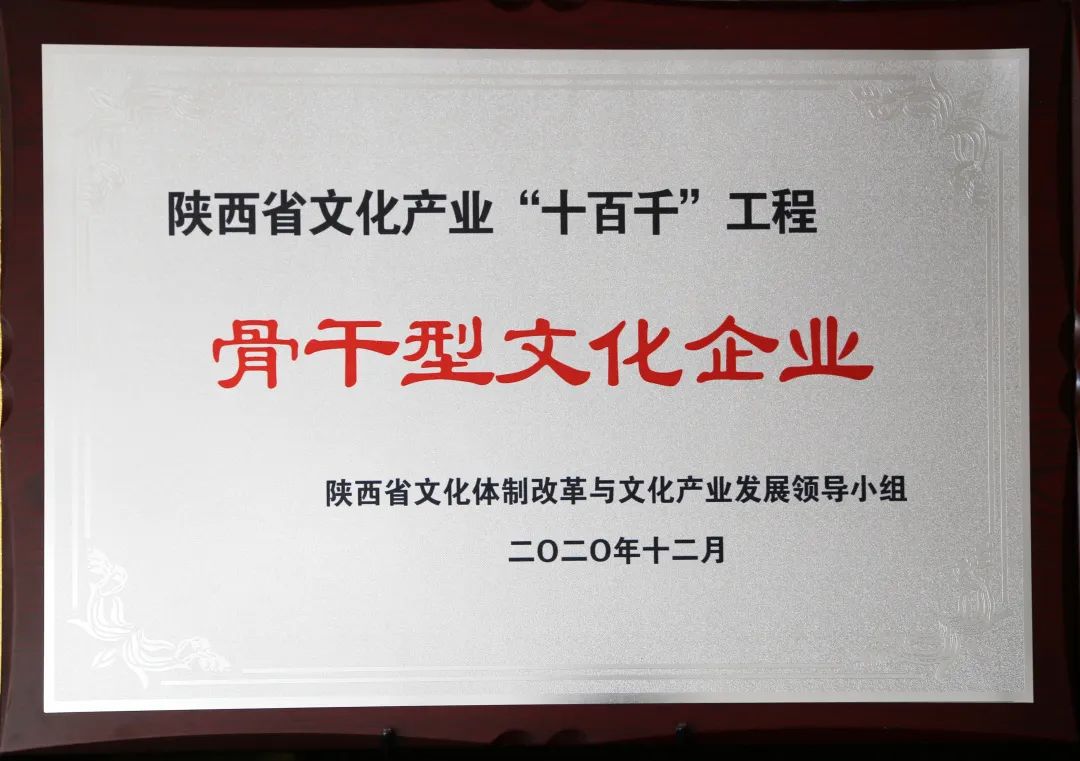 陕西省文化产业“十百千”工程
骨干型文化企业
陕西省文化体制改革与文化产业发展领导小组
二〇二〇年十二月